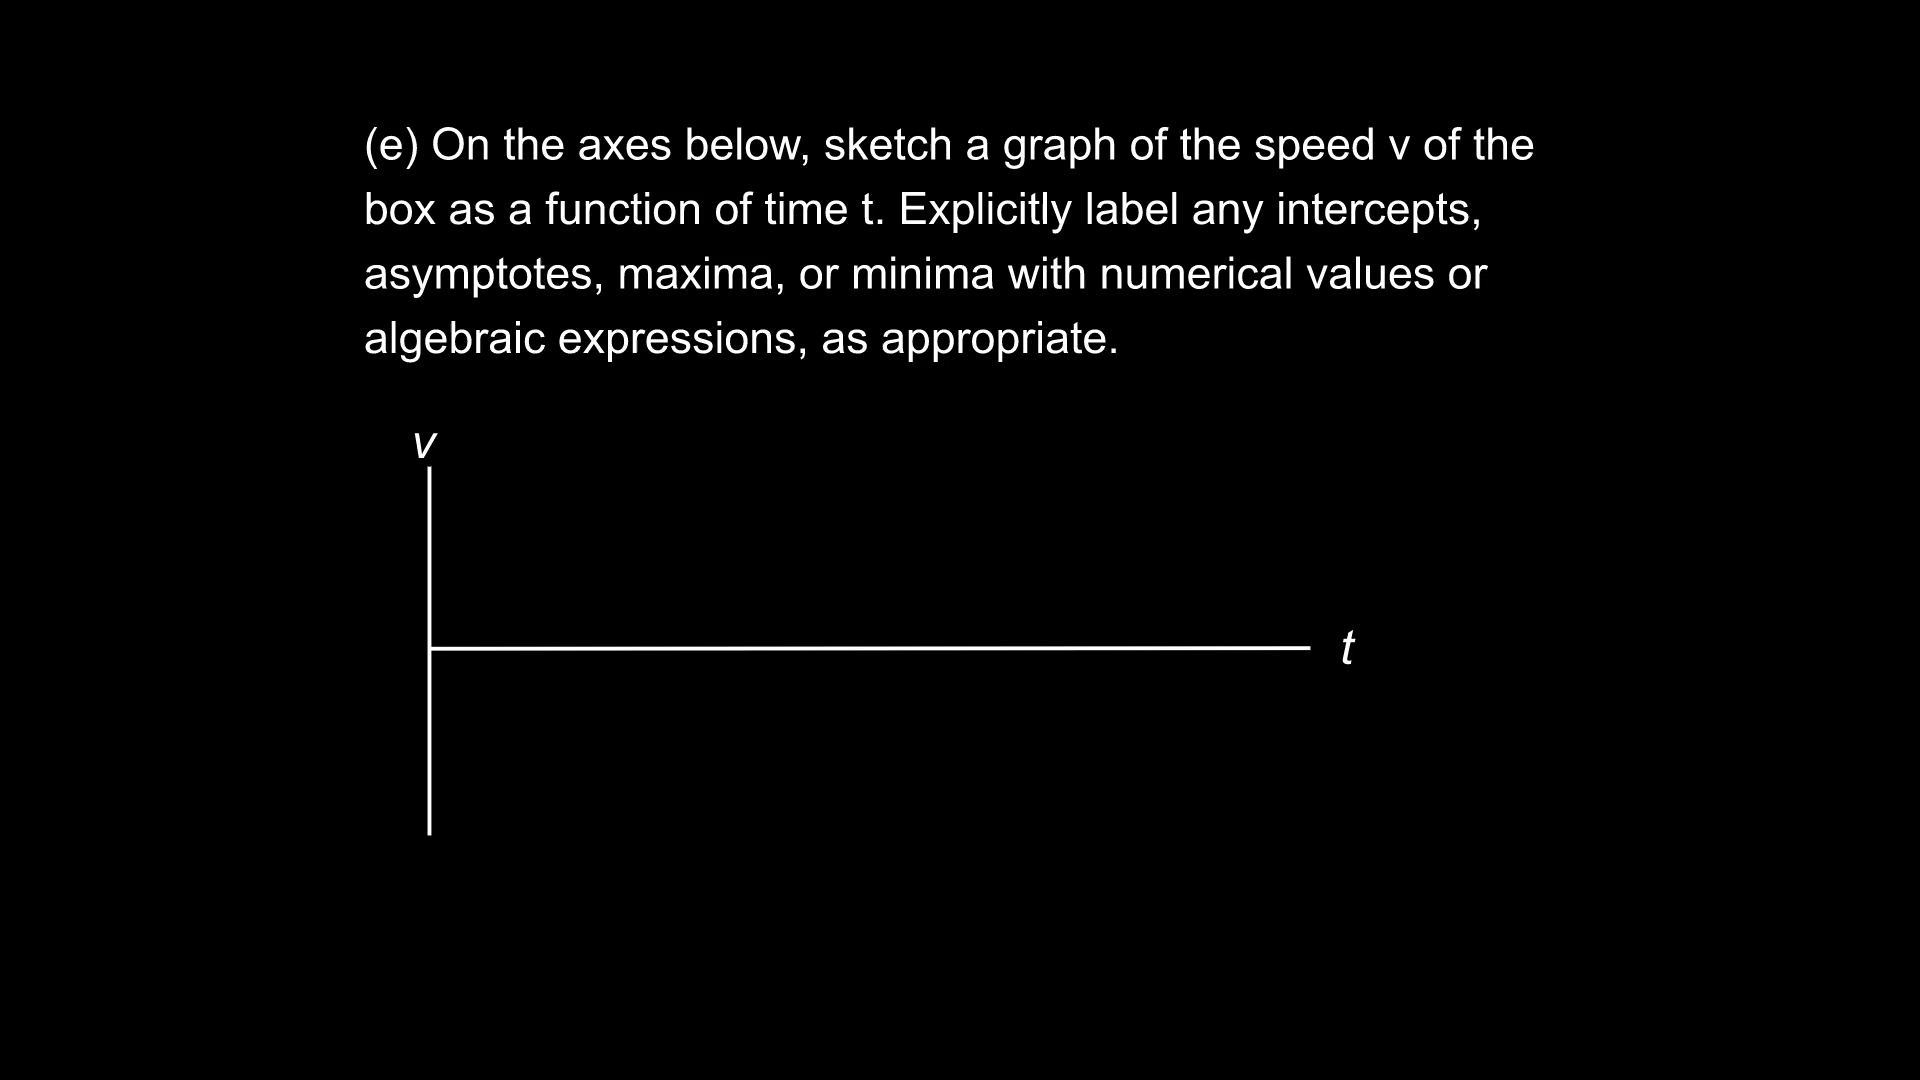 (e) On the axes below, sketch a graph of the speed v of the
box as a function of time t. Explicitly label any intercepts,
asymptotes, maxima, or minima with numerical values or
algebraic expressions, as appropriate.
v
t